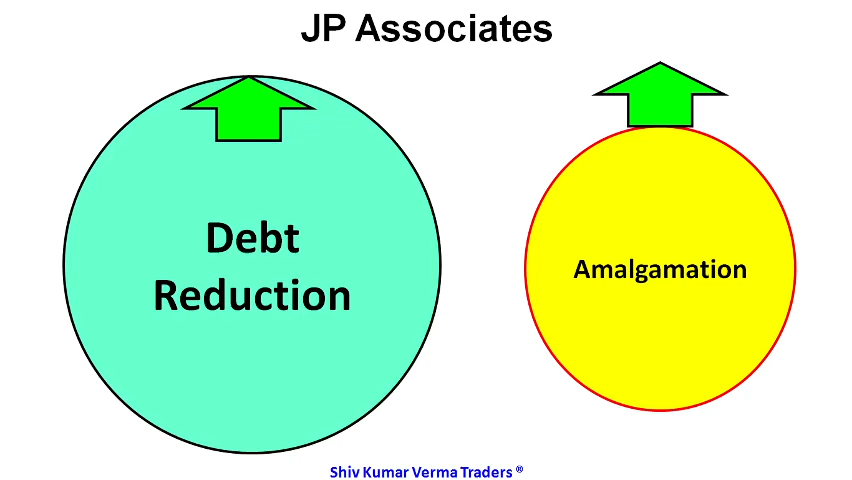 JP Associates
Debt
Reduction
Amalgamation
Shiv Kumar Verma Traders ®